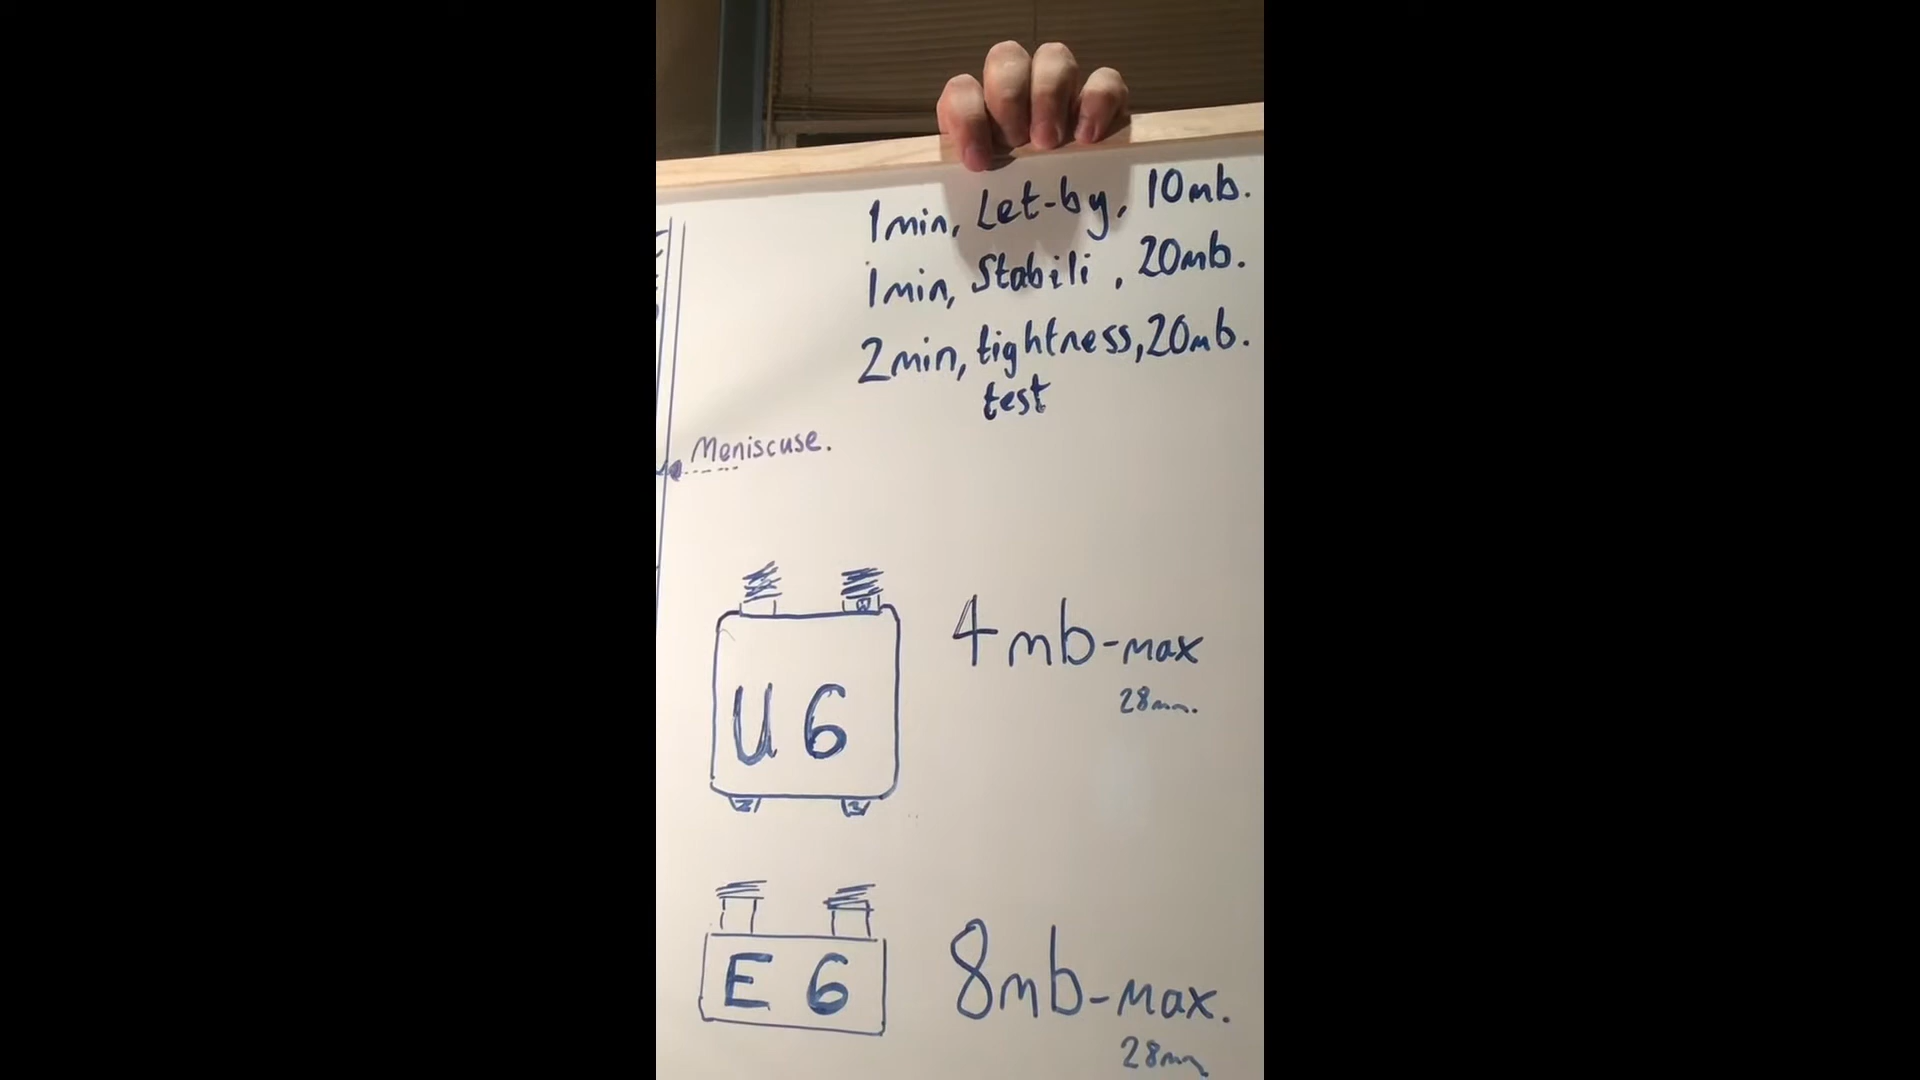 1min, Let-by, 10mb.
1min, Stabili , 20mb.
2min, tightness, 20mb.
test
Meniscuse.
U6
4mb-max
28mm.
E6
8mb-max.
28mm